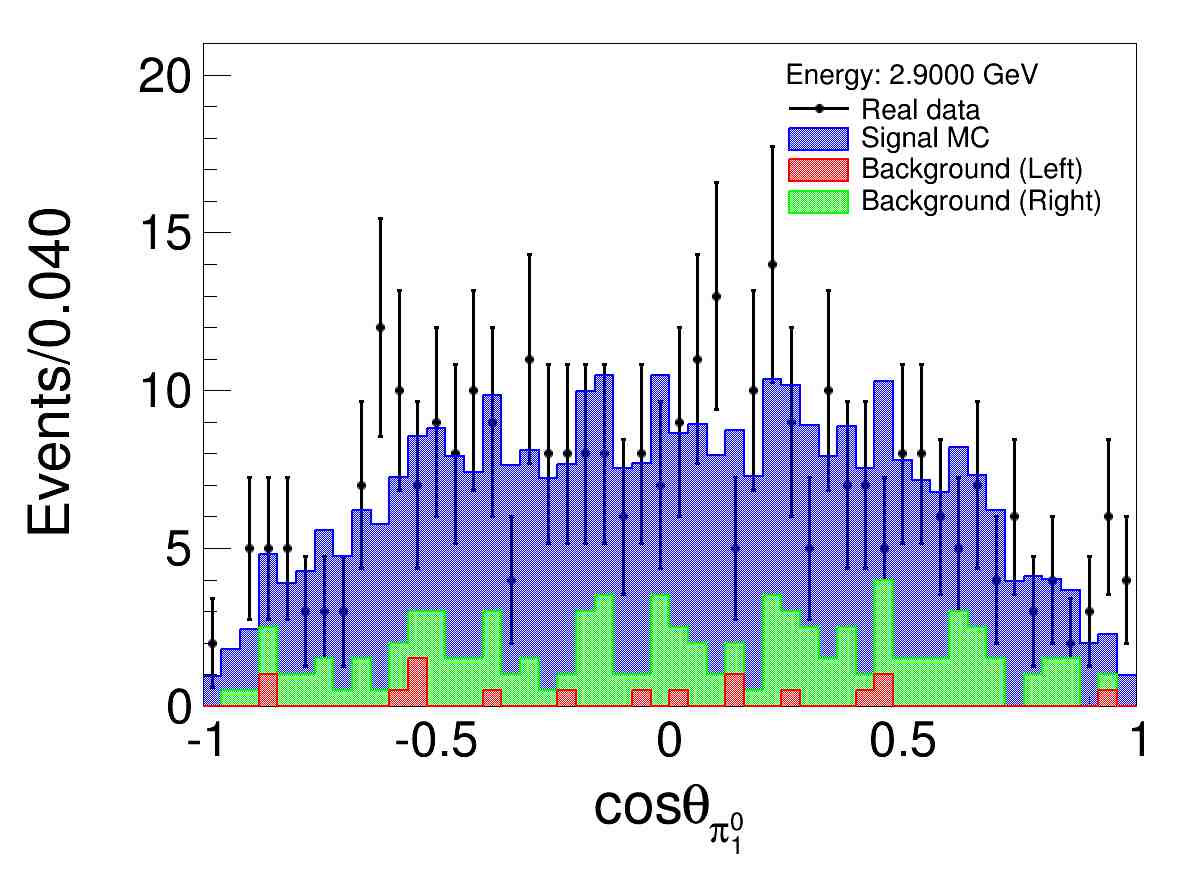 Energy: 2.9000 GeV
Real data
Signal MC
Background (Left)
Background (Right)
Events/0.040
20
15
10
5
0
-1
-0.5
0
0.5
1
cosθπ⁰₁